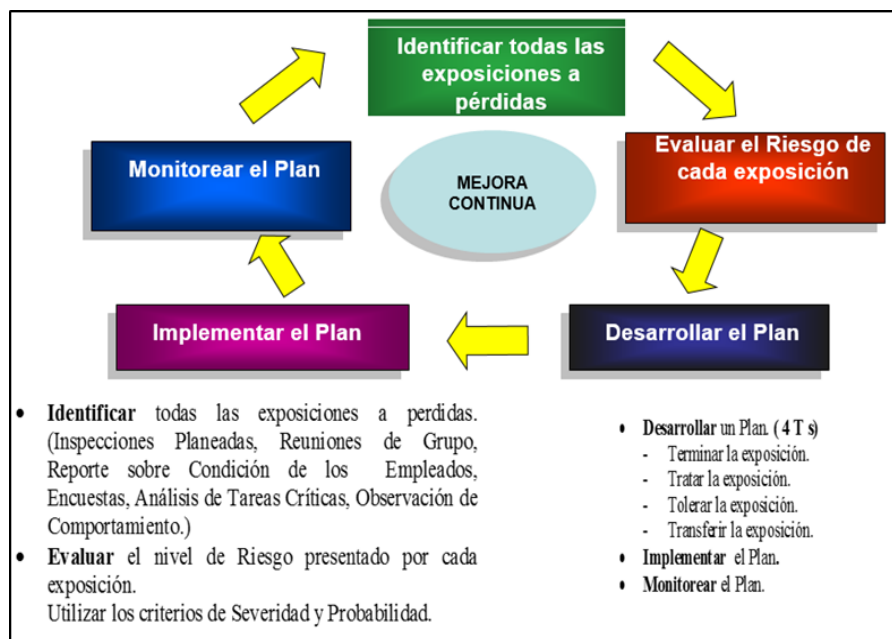 Identificar todas las
exposiciones a
pérdidas
Evaluar el Riesgo de
cada exposición
Monitorear el Plan
MEJORA
CONTINUA
Implementar el Plan
Desarrollar el Plan
• Identificar todas las exposiciones a perdidas.
(Inspecciones Planeadas, Reuniones de Grupo,
Reporte sobre Condición de los Empleados,
Encuestas, Análisis de Tareas Críticas, Observación de
Comportamiento.)
• Evaluar el nivel de Riesgo presentado por cada
exposición.
Utilizar los criterios de Severidad y Probabilidad.
• Desarrollar un Plan. ( 4 T s)
- Terminar la exposición.
- Tratar la exposición.
- Tolerar la exposición.
- Transferir la exposición.
• Implementar el Plan.
• Monitorear el Plan.